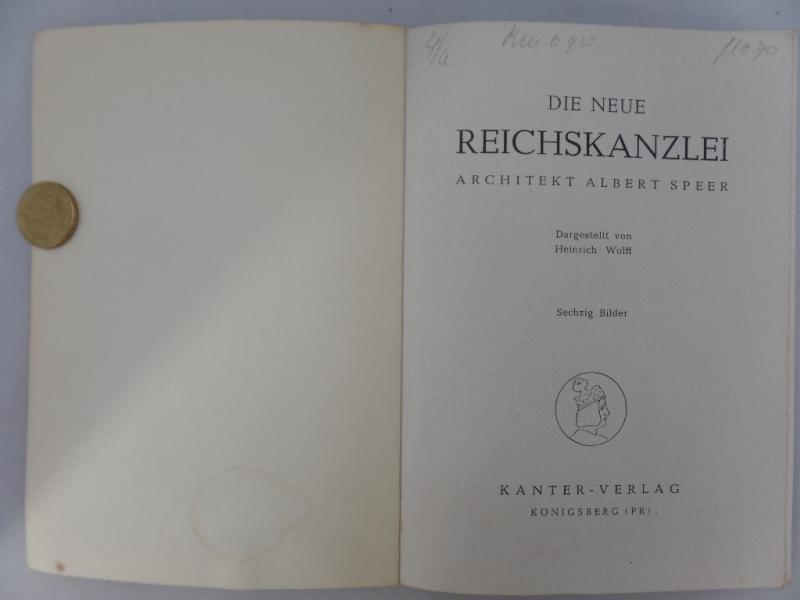 DIE NEUE
REICHSKANZLEI
ARCHITEKT ALBERT SPEER
Dargestellt von
Heinrich Wolff
Sechzig Bilder
KANTER-VERLAG
KÖNIGSBERG (PR).